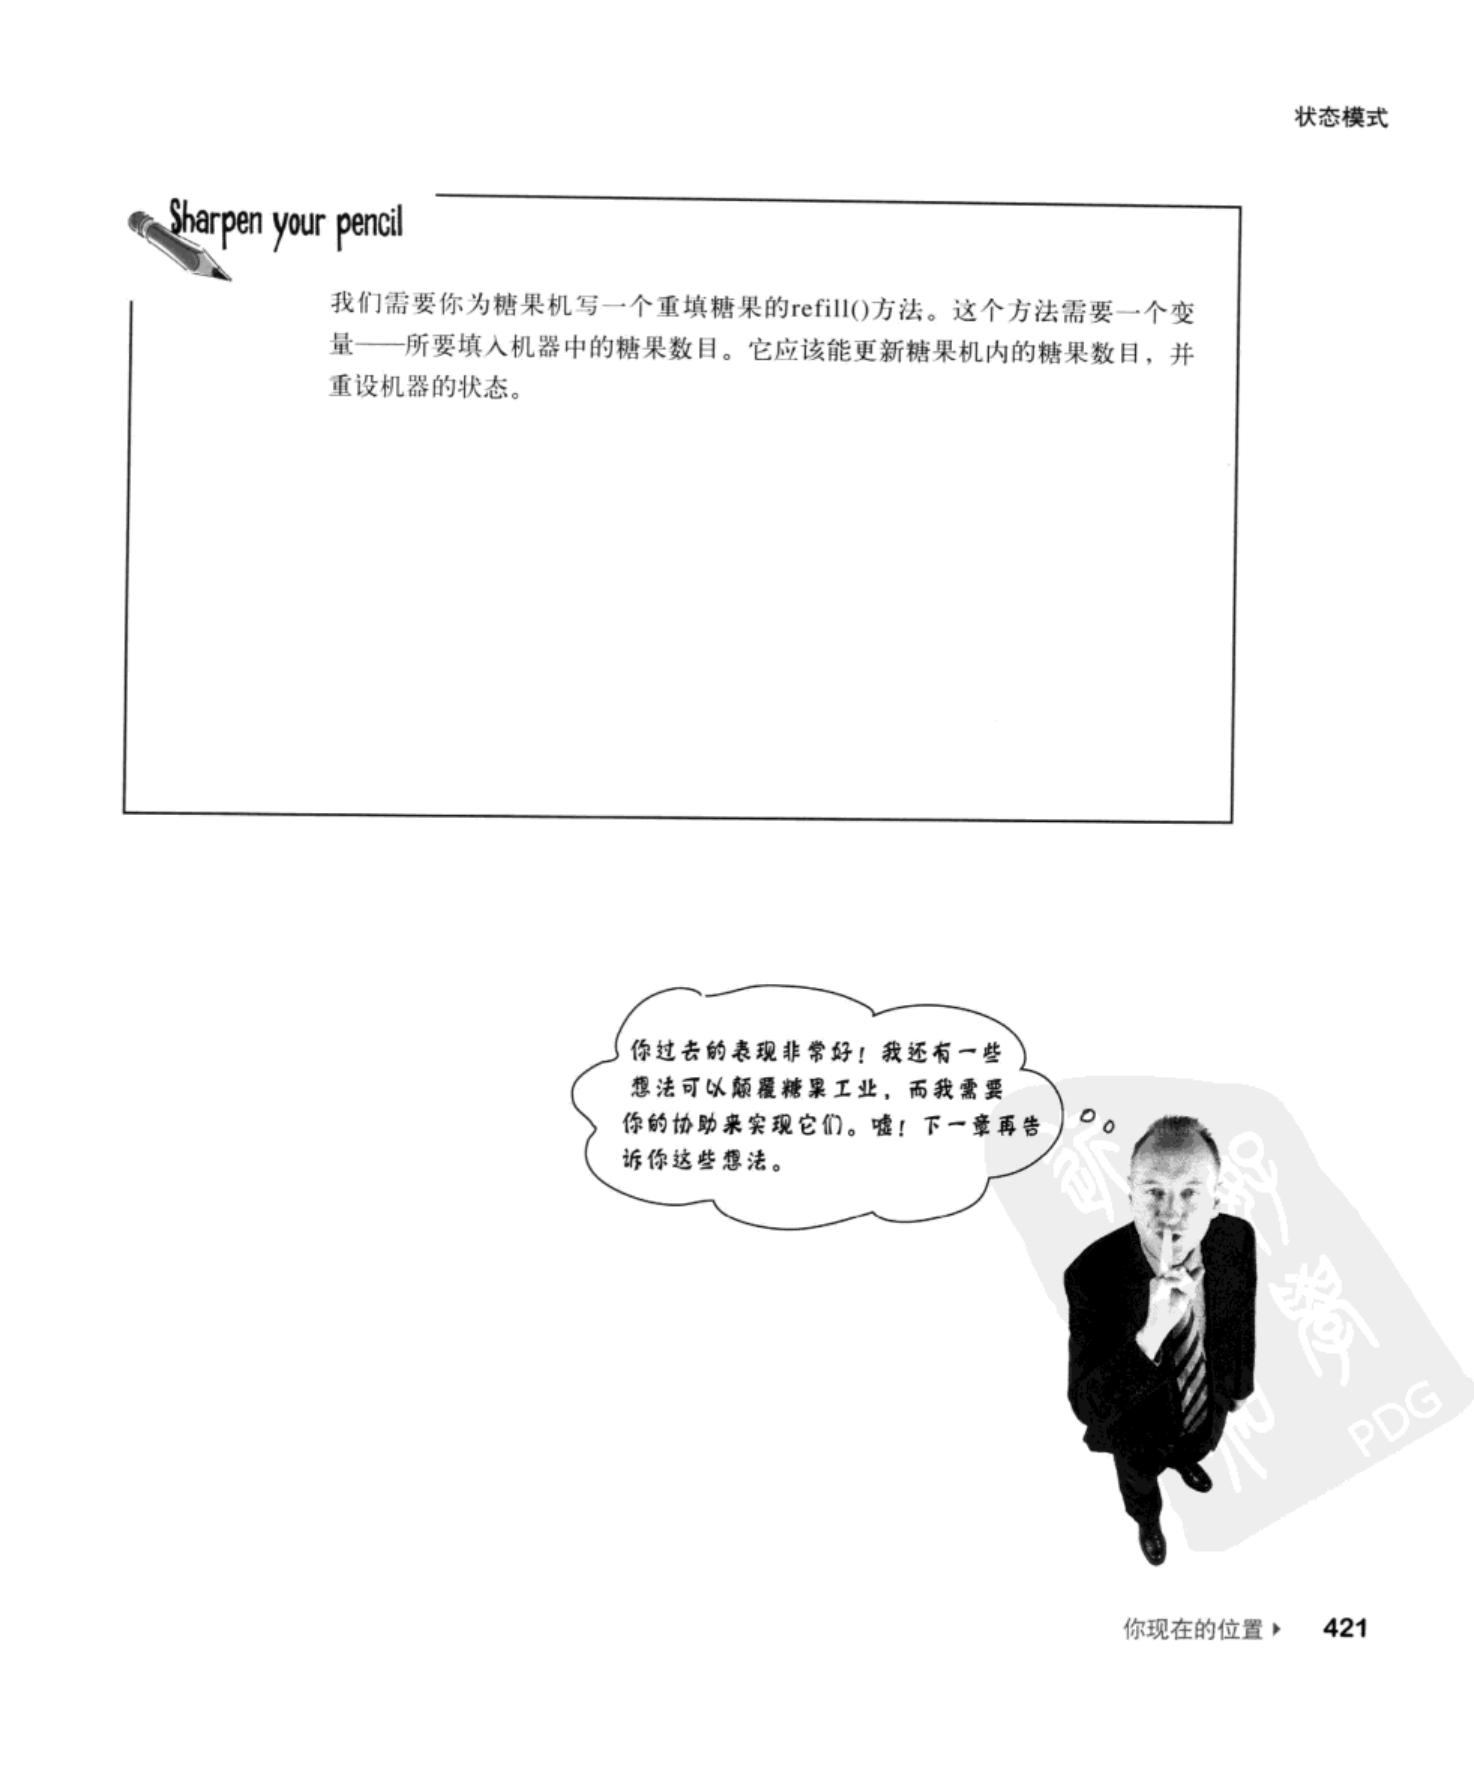 状态模式
Sharpen your pencil
我们需要你为糖果机写一个重填糖果的refill()方法。这个方法需要一个变
量——所要填入机器中的糖果数目。它应该能更新糖果机内的糖果数目，并
重设机器的状态。
你过去的表现非常好！我还有一些
想法可以颠覆糖果工业，而我需要
你的协助来实现它们。嘘！下一章再告
诉你这些想法。
PDG
你现在的位置 ▸ 421